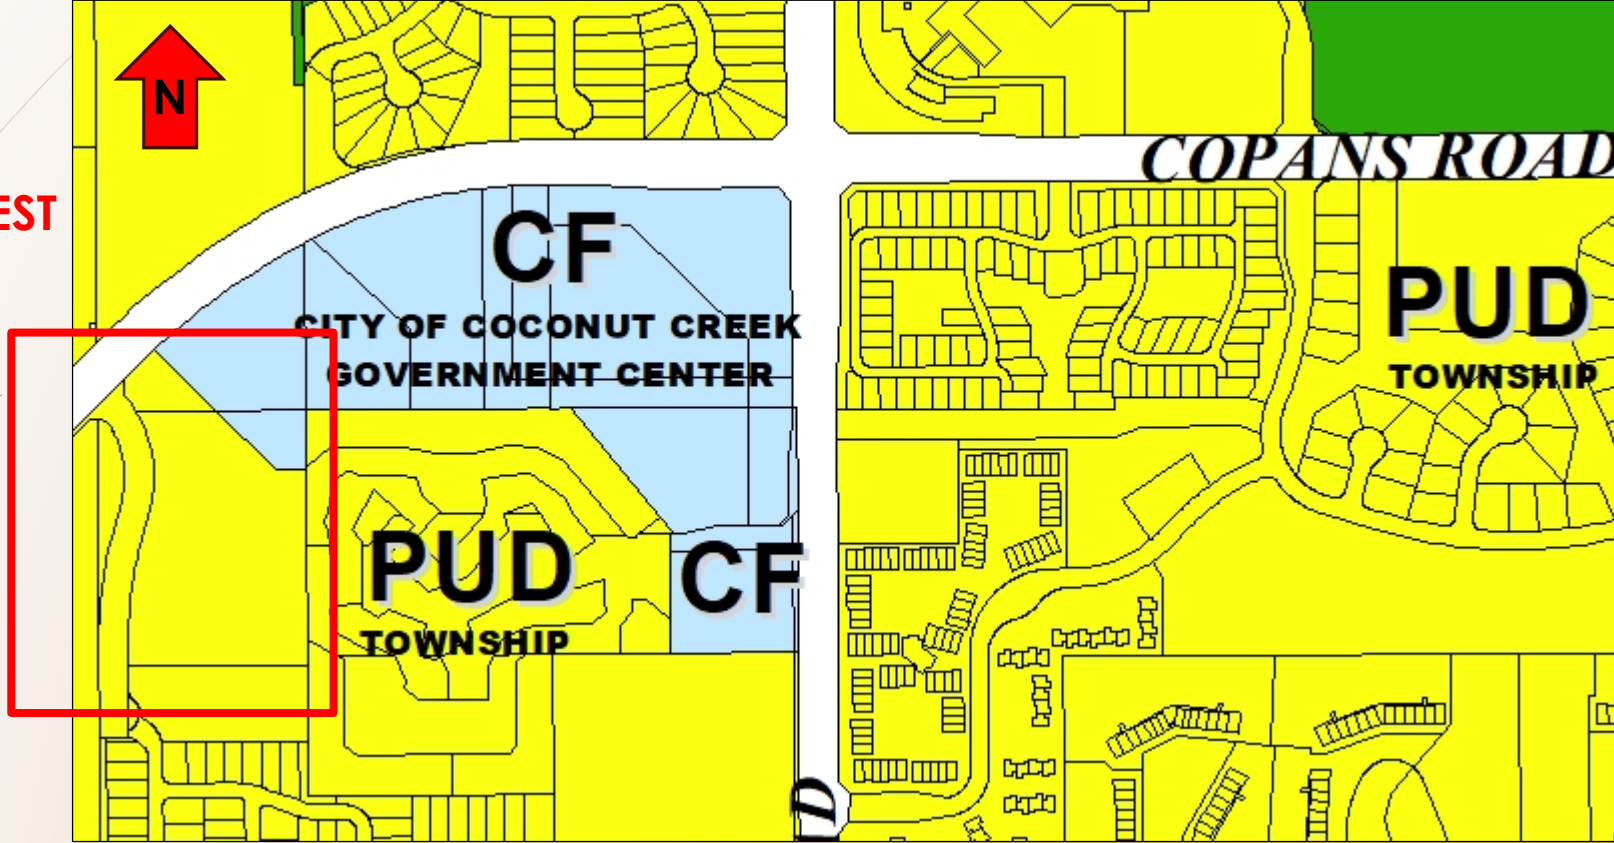 N
COPANS ROAD
EST
CF
CITY OF COCONUT CREEK
GOVERNMENT CENTER
PUD
TOWNSHIP
PUD
TOWNSHIP
CF
D